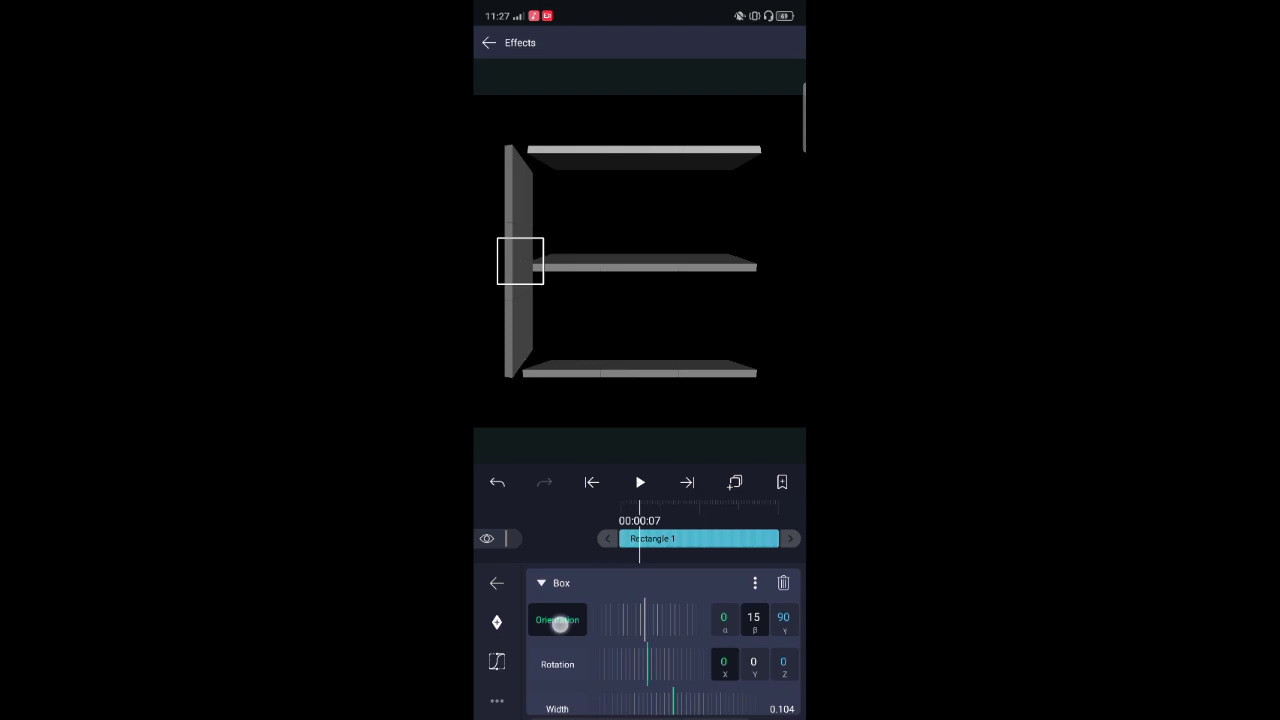 11:27 69
Effects
00:00:07
Rectangle 1
Box
Orientation 0 15 90
α β γ
Rotation 0 0 0
X Y Z
Width 0.104